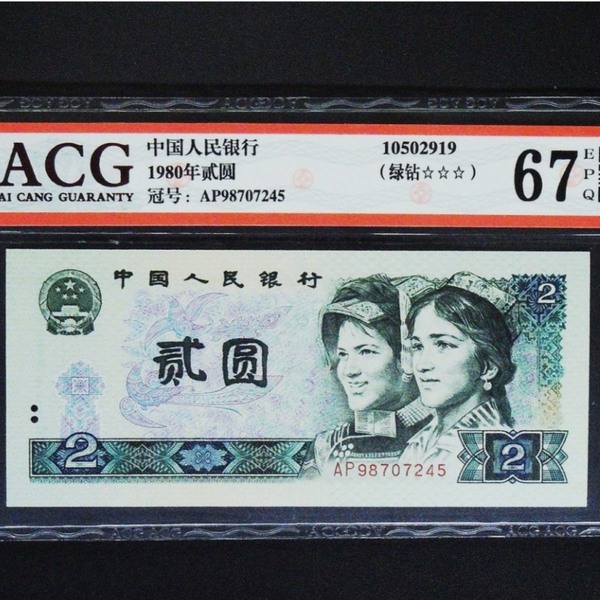 ACG
AI CANG GUARANTY
中国人民银行
1980年贰圆
冠号: AP98707245
10502919
(绿钻☆☆☆)
67
E
P
Q
中国人民银行
2
贰圆
AP98707245
2
2